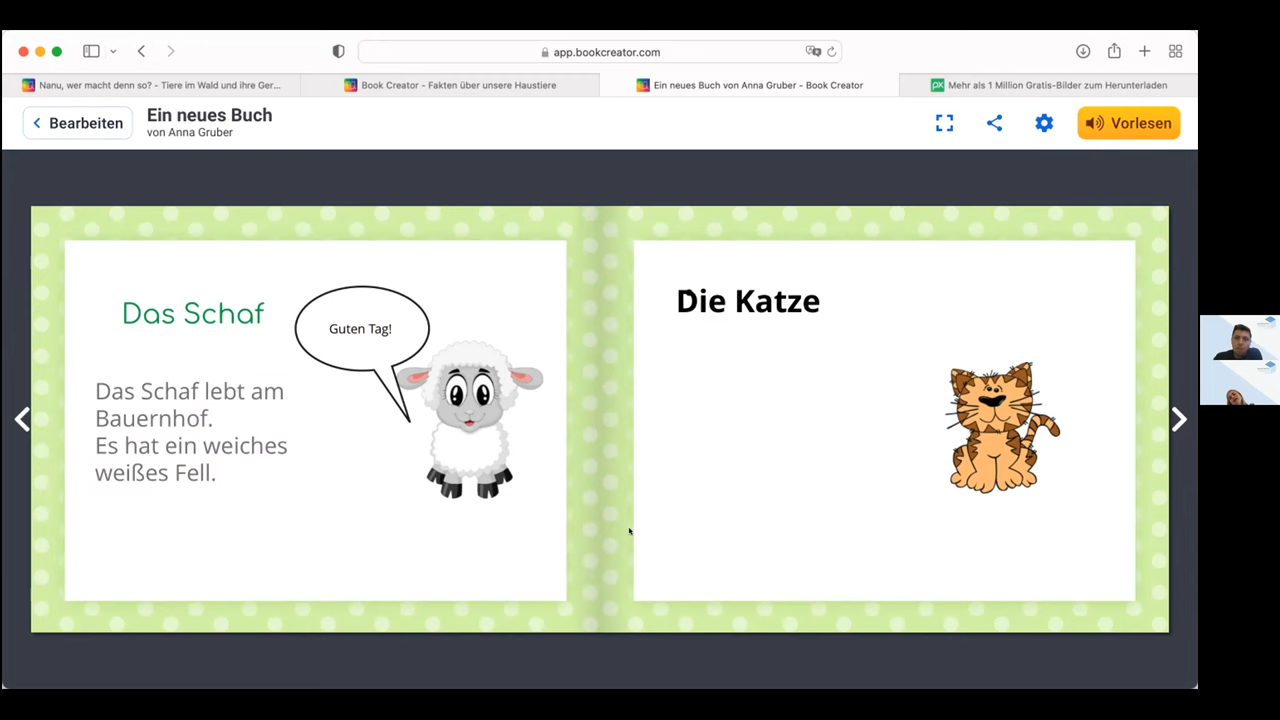 app.bookcreator.com
Nanu, wer macht denn so? - Tiere im Wald und ihre Ger...
Book Creator - Fakten über unsere Haustiere
Ein neues Buch von Anna Gruber - Book Creator
px
Mehr als 1 Million Gratis-Bilder zum Herunterladen
Bearbeiten
Ein neues Buch
von Anna Gruber
Vorlesen
Das Schaf
Guten Tag!
Das Schaf lebt am
Bauernhof.
Es hat ein weiches
weißes Fell.
Die Katze